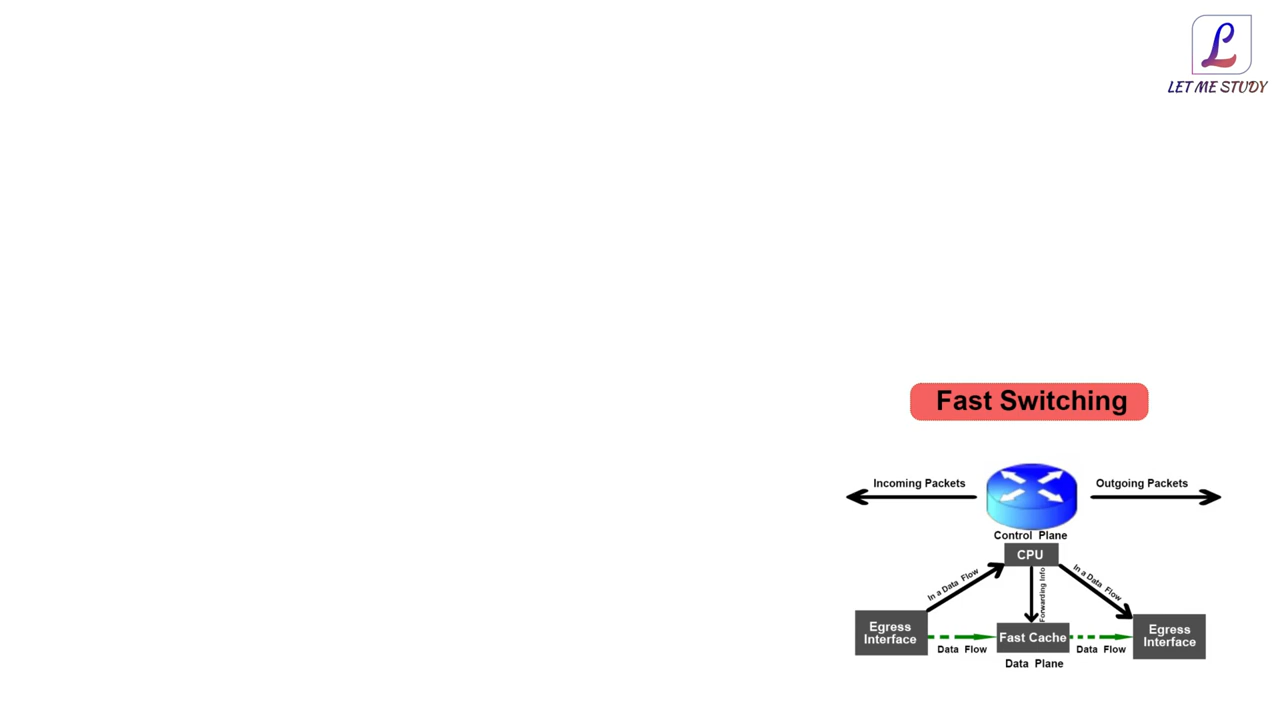 L
LET ME STUDY
Fast Switching
Incoming Packets
Outgoing Packets
Control Plane
CPU
In a Data Flow
Forwarding Info
In a Data Flow
Egress
Interface
Fast Cache
Egress
Interface
Data Flow
Data Flow
Data Plane